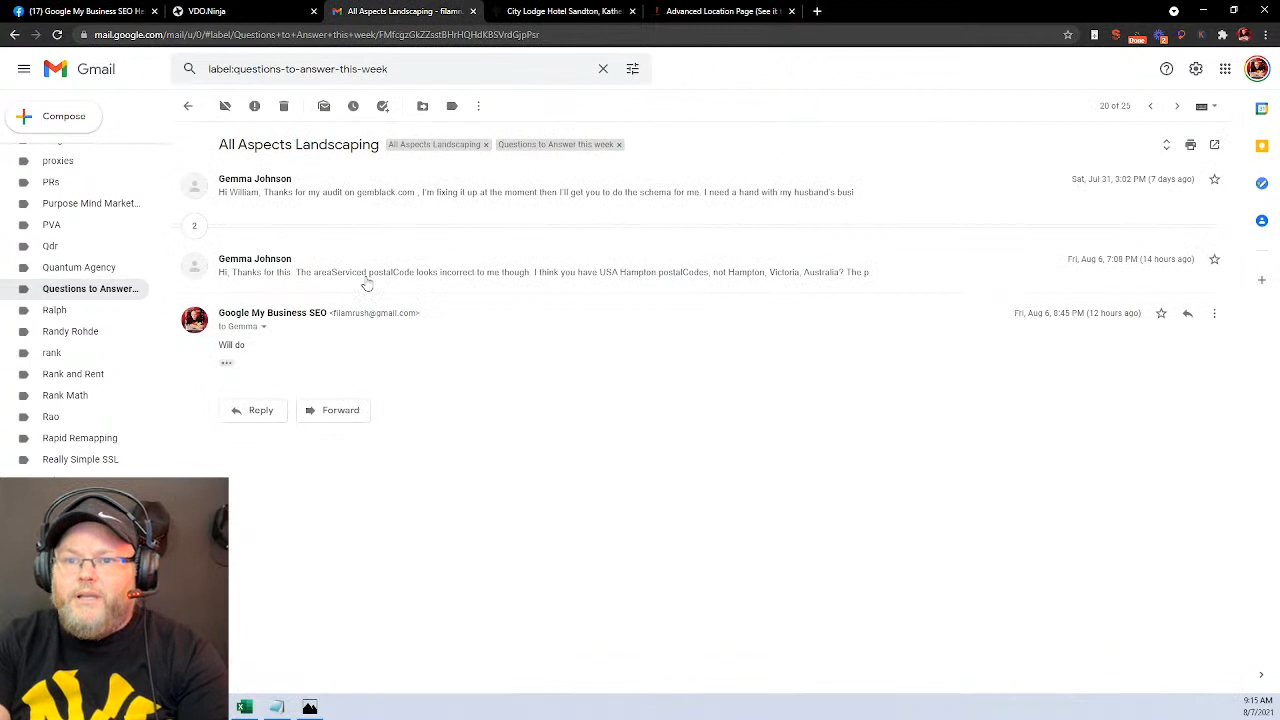 (17) Google My Business SEO He
VDO.Ninja
All Aspects Landscaping - filamr
City Lodge Hotel Sandton, Kathe
Advanced Location Page (See it
mail.google.com/mail/u/0/#label/Questions+to+Answer+this+week/
Done
2
Gmail
label:questions-to-answer-this-week
Compose
20 of 25
proxies
PRs
Purpose Mind Market...
PVA
Qdr
Quantum Agency
Questions to Answer...
Ralph
Randy Rohde
rank
Rank and Rent
Rank Math
Rao
Rapid Remapping
Really Simple SSL
All Aspects Landscaping
All Aspects Landscaping x
Questions to Answer this week x
Gemma Johnson
Sat, Jul 31, 3:02 PM (7 days ago)
Hi William, Thanks for my audit on gemblack.com , I'm fixing it up at the moment then I'll get you to do the schema for me. I need a hand with my husband's busi
2
Gemma Johnson
Fri, Aug 6, 7:08 PM (14 hours ago)
Hi, Thanks for this The areaServiced postalCode looks incorrect to me though. I think you have USA Hampton postalCodes, not Hampton, Victoria, Australia? The p
Google My Business SEO <filamrush@gmail.com>
Fri, Aug 6, 8:45 PM (12 hours ago)
to Gemma
Will do
...
Reply
Forward
9:15 AM
8/7/2021